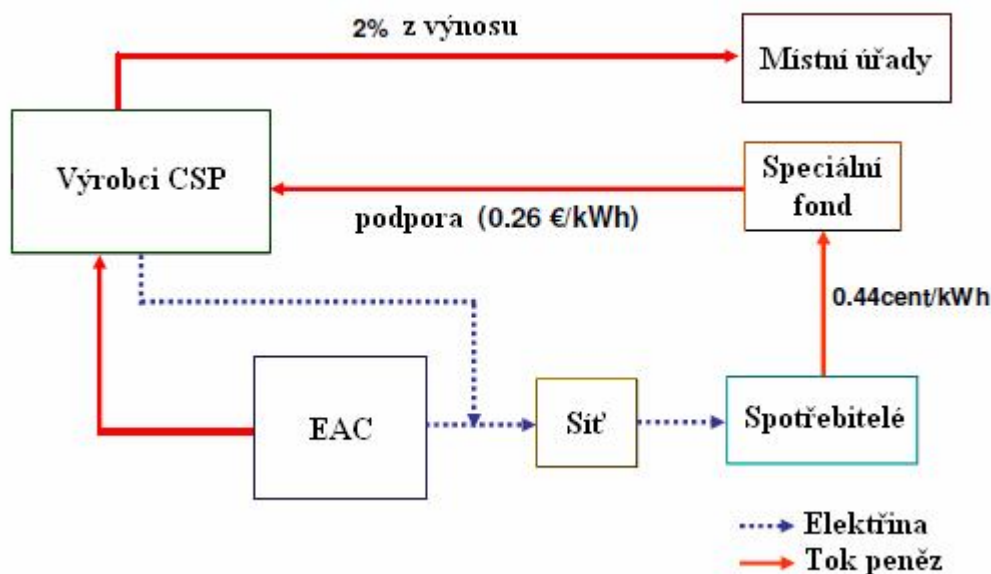 2% z výnosu
Místní úřady
Výrobci CSP
Speciální
fond
podpora (0.26 €/kWh)
0.44cent/kWh
EAC
Síť
Spotřebitelé
Elektřina
Tok peněz